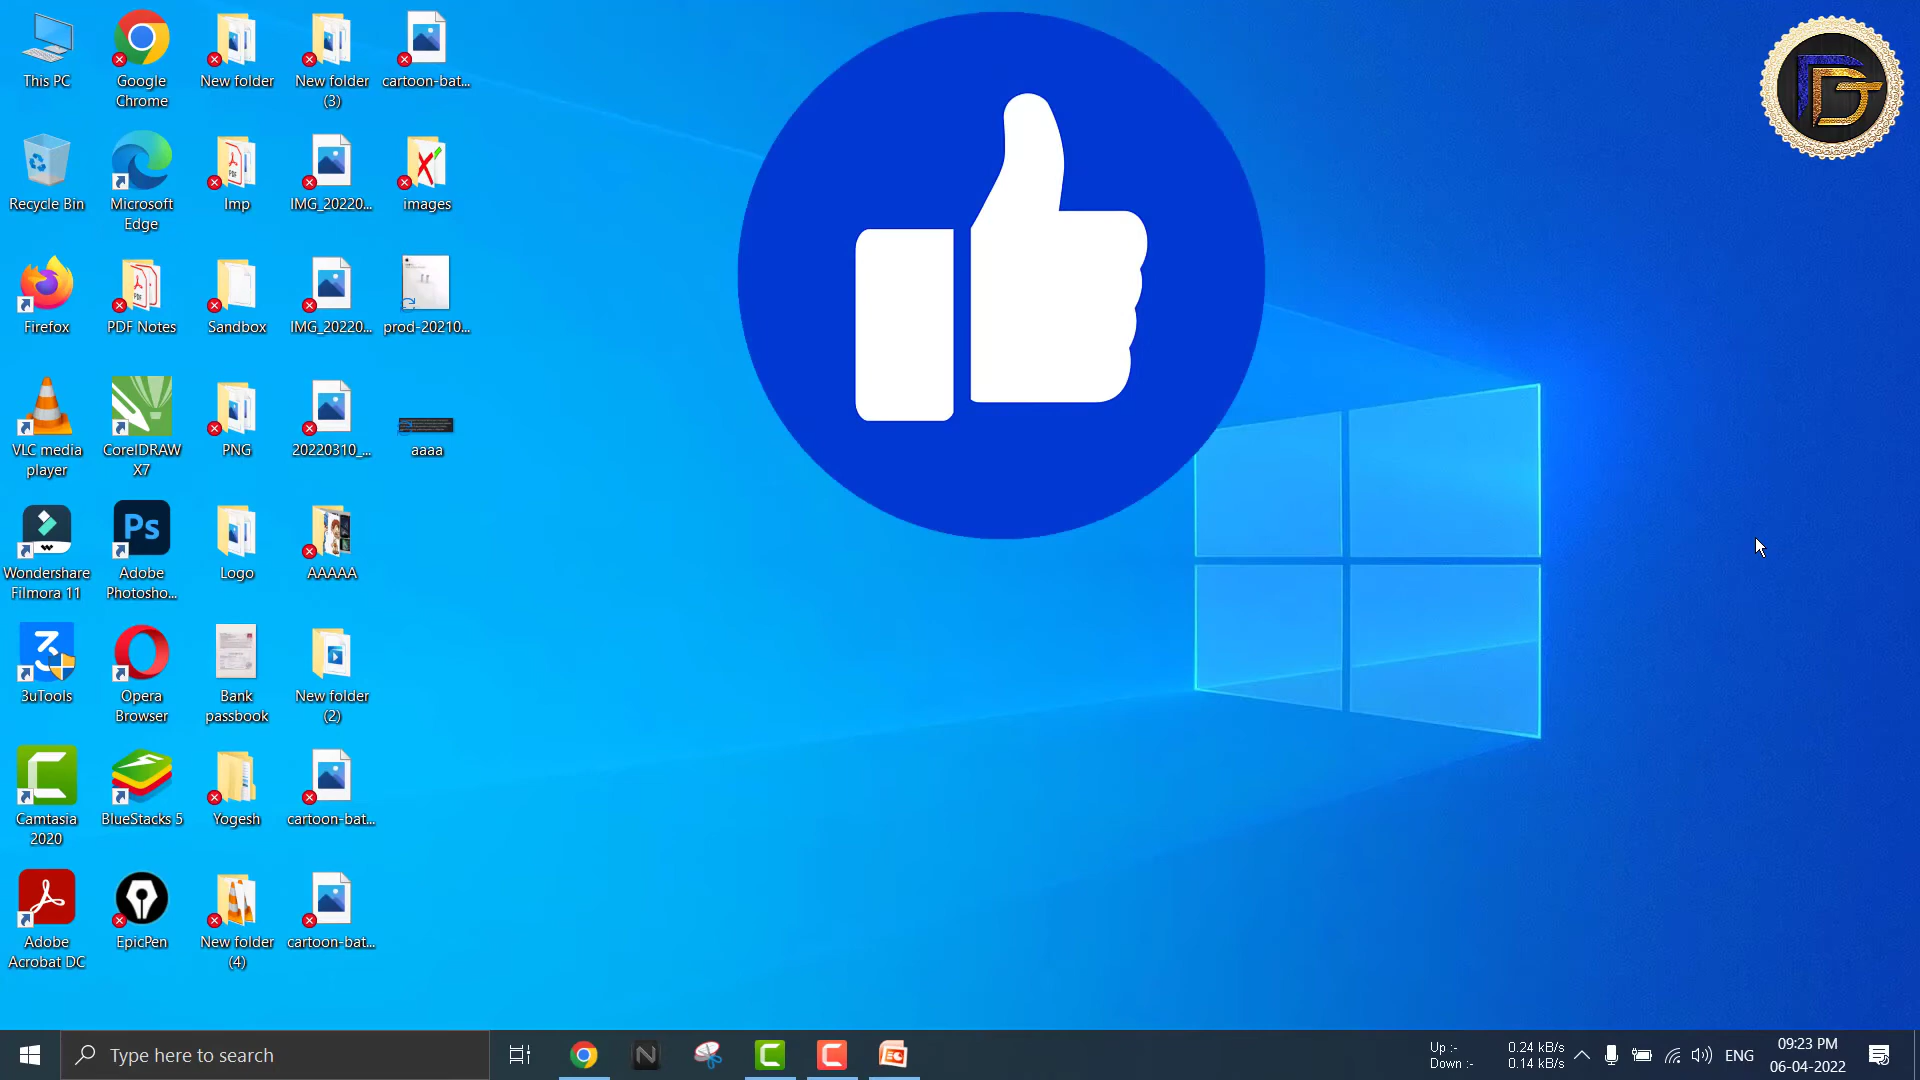 This PC
Google
Chrome
New folder
New folder
(3)
cartoon-bat...
Recycle Bin
Microsoft
Edge
Imp
IMG_20220...
images
Firefox
PDF Notes
Sandbox
IMG_20220...
prod-20210...
VLC media
player
CorelDRAW
X7
PNG
20220310_...
aaaa
Wondershare
Filmora 11
Ps
Adobe
Photosho...
Logo
AAAAA
3uTools
Opera
Browser
Bank
passbook
New folder
(2)
Camtasia
2020
BlueStacks 5
Yogesh
cartoon-bat...
Adobe
Acrobat DC
EpicPen
New folder
(4)
cartoon-bat...
Type here to search
Up :- 0.24 kB/s
Down :- 0.14 kB/s
ENG
09:23 PM
06-04-2022